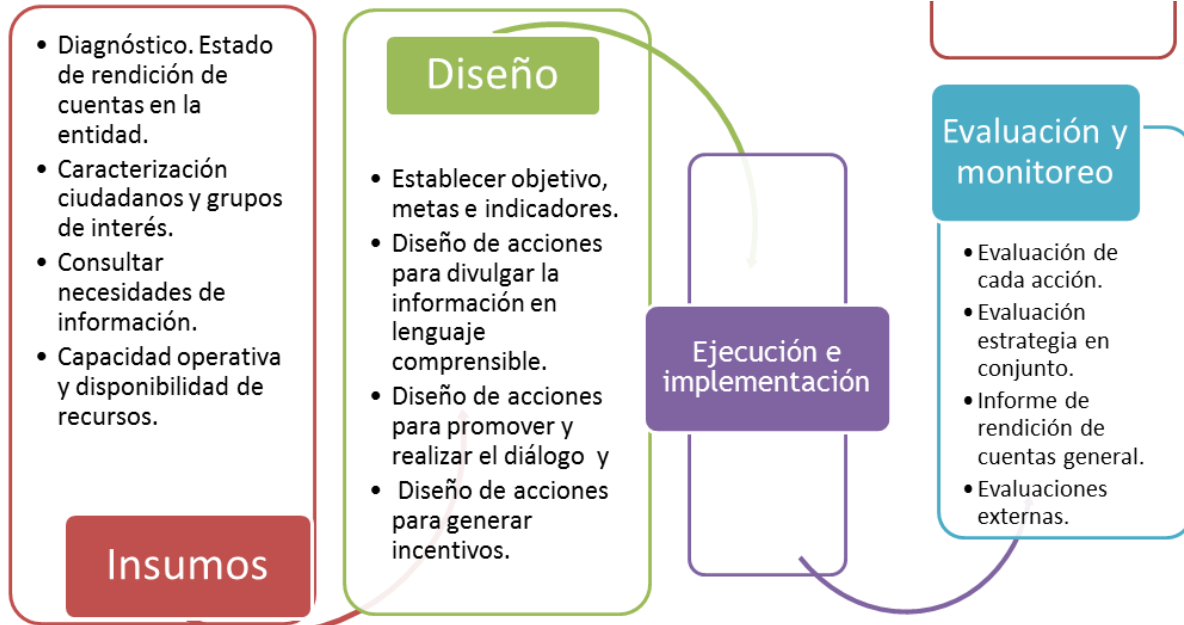 • Diagnóstico. Estado
de rendición de
cuentas en la
entidad.
• Caracterización
ciudadanos y grupos
de interés.
• Consultar
necesidades de
información.
• Capacidad operativa
y disponibilidad de
recursos.
Insumos
Diseño
• Establecer objetivo,
metas e indicadores.
• Diseño de acciones
para divulgar la
información en
lenguaje
comprensible.
• Diseño de acciones
para promover y
realizar el diálogo y
• Diseño de acciones
para generar
incentivos.
Ejecución e
implementación
Evaluación y
monitoreo
• Evaluación de
cada acción.
• Evaluación
estrategia en
conjunto.
• Informe de
rendición de
cuentas general.
• Evaluaciones
externas.